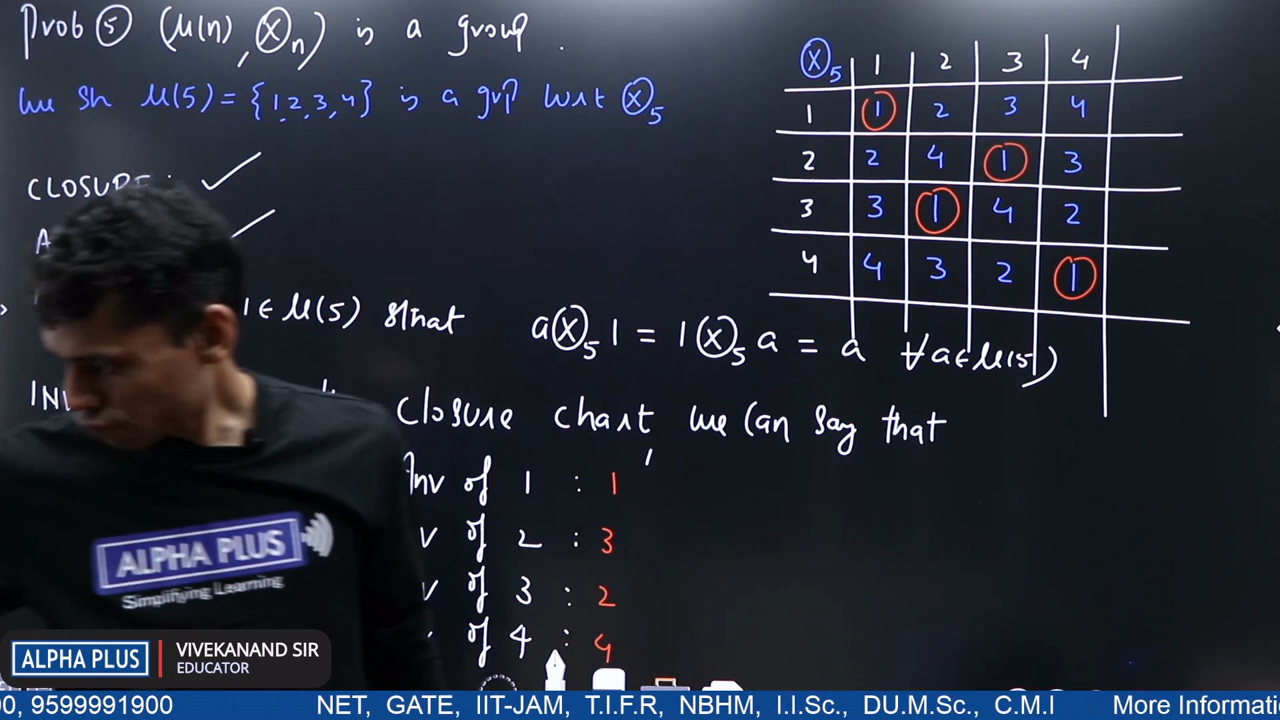 Prob ⑤ (U(n), ⊗n) is a group.
We sh U(5) = {1,2,3,4} is a grp wrt ⊗5
CLOSURE: ✓
A ✓
1 ∈ U(5) s.that a ⊗5 1 = 1 ⊗5 a = a ∀ a ∈ U(5)
INV closure chart, we can say that
Inv of 1 : 1
v of 2 : 3
v of 3 : 2
of 4 : 4
⊗5 1 2 3 4
1 1 2 3 4
2 2 4 1 3
3 3 1 4 2
4 4 3 2 1
ALPHA PLUS
Simplifying Learning
ALPHA PLUS
VIVEKANAND SIR
EDUCATOR
00, 9599991900 NET, GATE, IIT-JAM, T.I.F.R, NBHM, I.I.Sc., DU.M.Sc., C.M.I More Informati